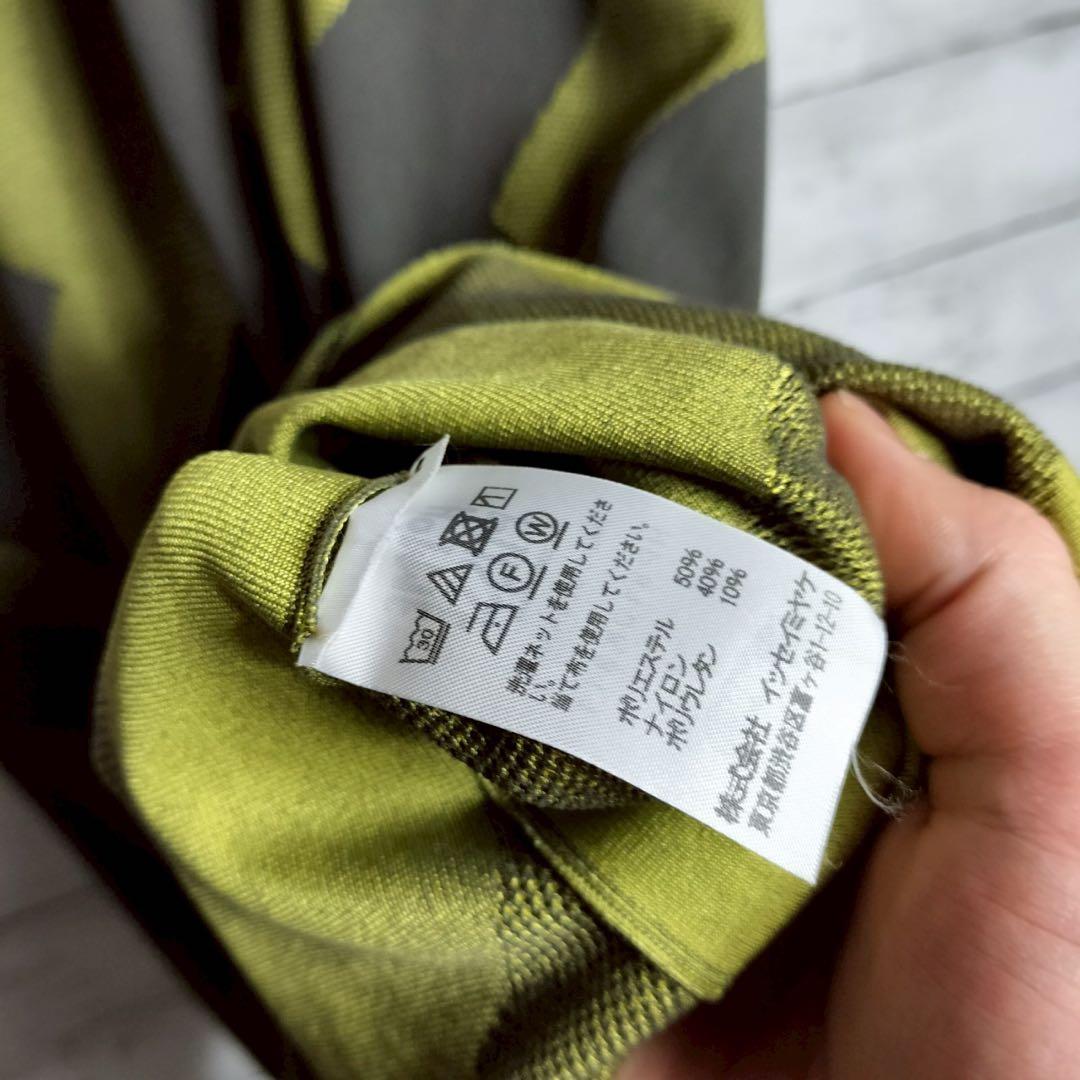 30
F
W
洗濯ネットを使用してくださ
い。
当て布を使用してください。
ポリエステル 50%
ナイロン 40%
ポリウレタン 10%
株式会社 イッセイミヤケ
東京都渋谷区富ヶ谷1-12-10